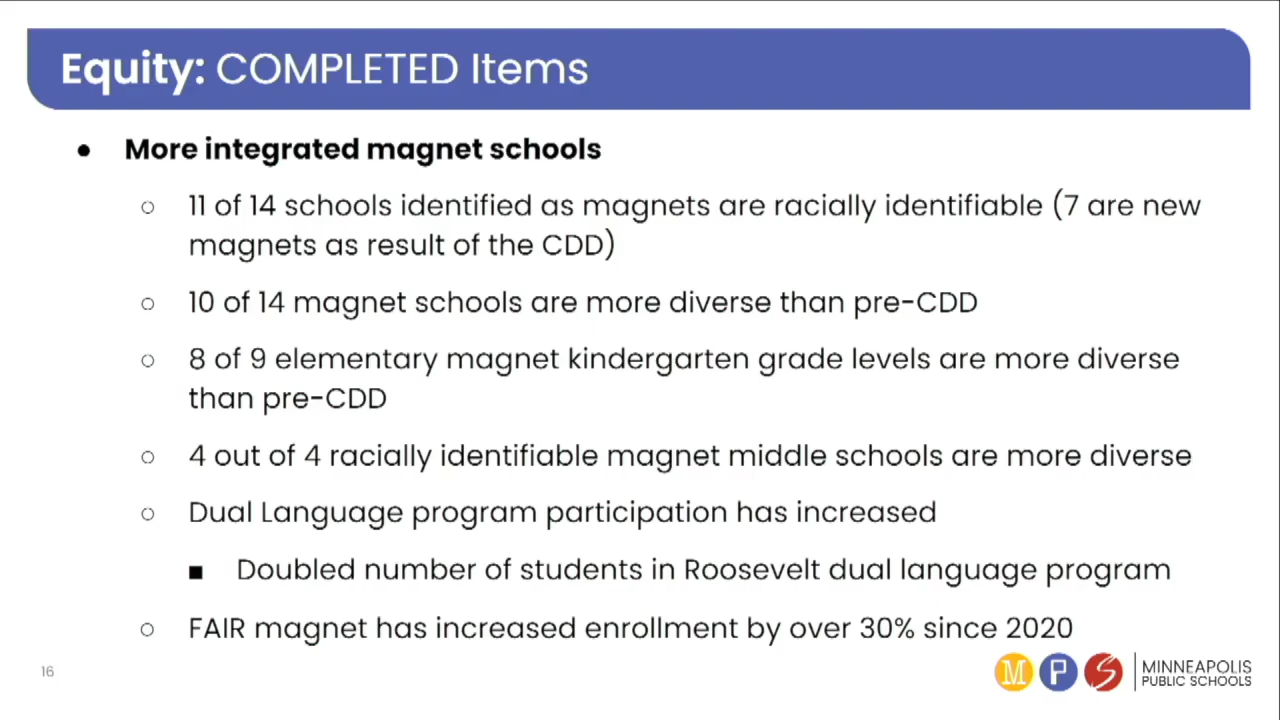 Equity: COMPLETED Items
● More integrated magnet schools
○ 11 of 14 schools identified as magnets are racially identifiable (7 are new
magnets as result of the CDD)
○ 10 of 14 magnet schools are more diverse than pre-CDD
○ 8 of 9 elementary magnet kindergarten grade levels are more diverse
than pre-CDD
○ 4 out of 4 racially identifiable magnet middle schools are more diverse
○ Dual Language program participation has increased
■ Doubled number of students in Roosevelt dual language program
○ FAIR magnet has increased enrollment by over 30% since 2020
16
M P S
MINNEAPOLIS
PUBLIC SCHOOLS